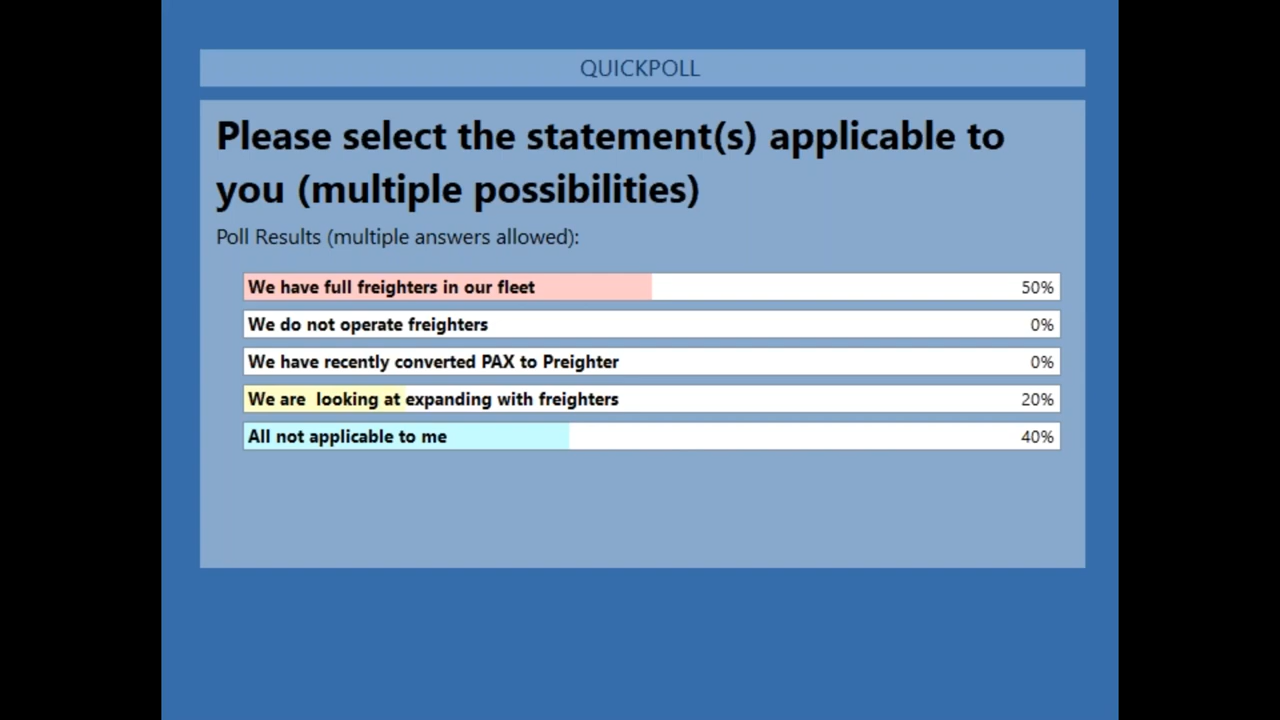 QUICKPOLL
Please select the statement(s) applicable to
you (multiple possibilities)
Poll Results (multiple answers allowed):
We have full freighters in our fleet 50%
We do not operate freighters 0%
We have recently converted PAX to Preighter 0%
We are  looking at expanding with freighters 20%
All not applicable to me 40%